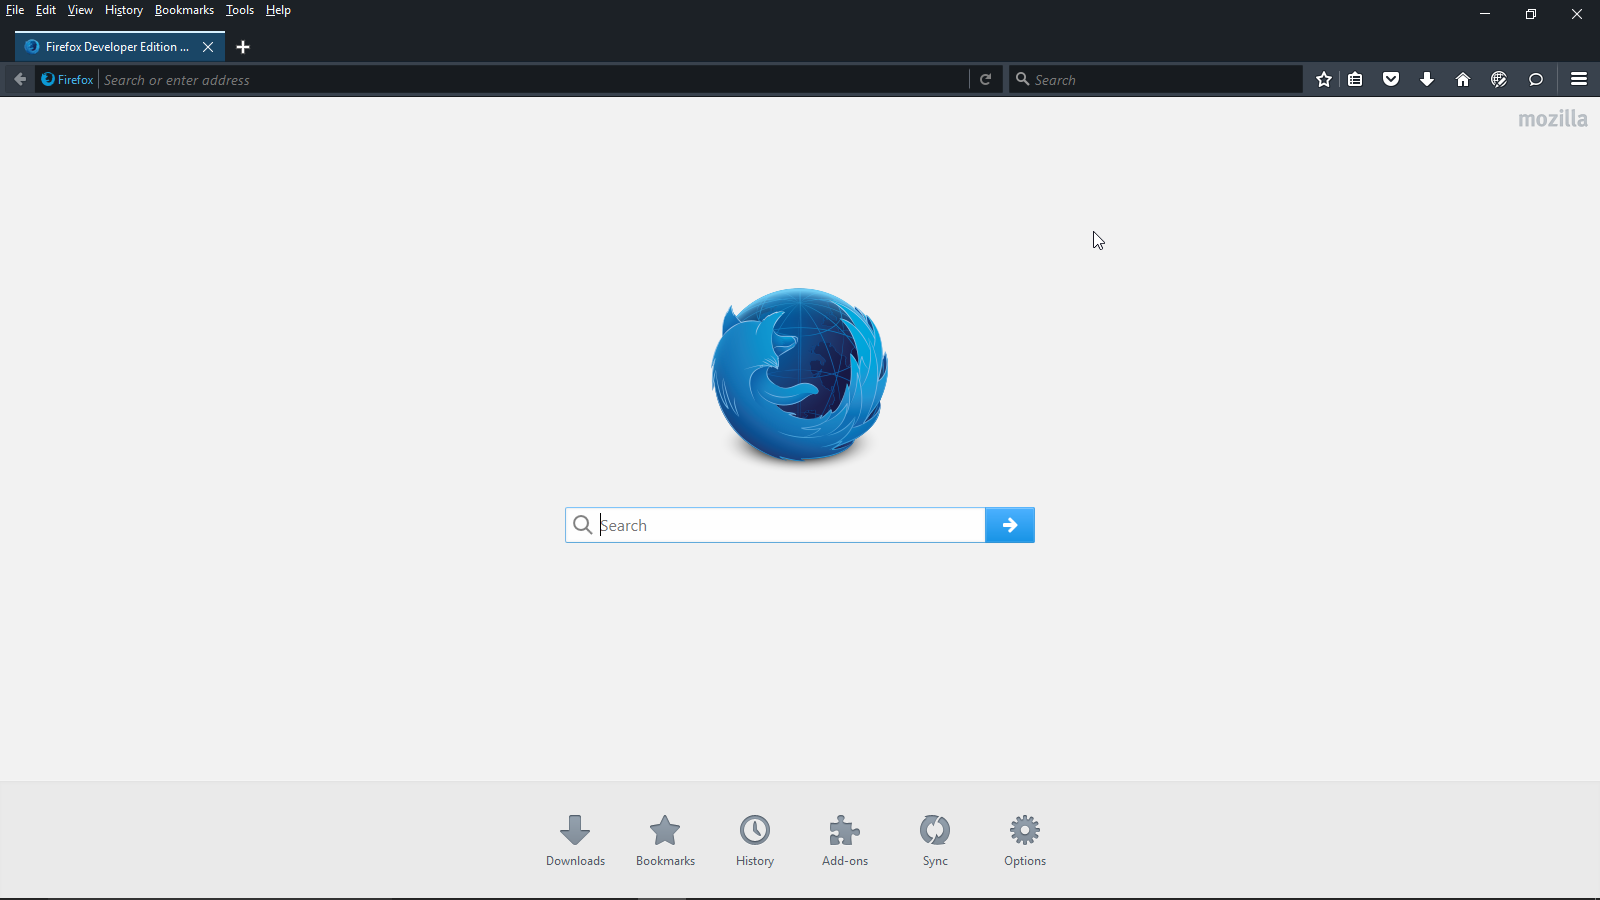 File Edit View History Bookmarks Tools Help
Firefox Developer Edition ...
Firefox Search or enter address Search
mozilla
Search
Downloads Bookmarks History Add-ons Sync Options